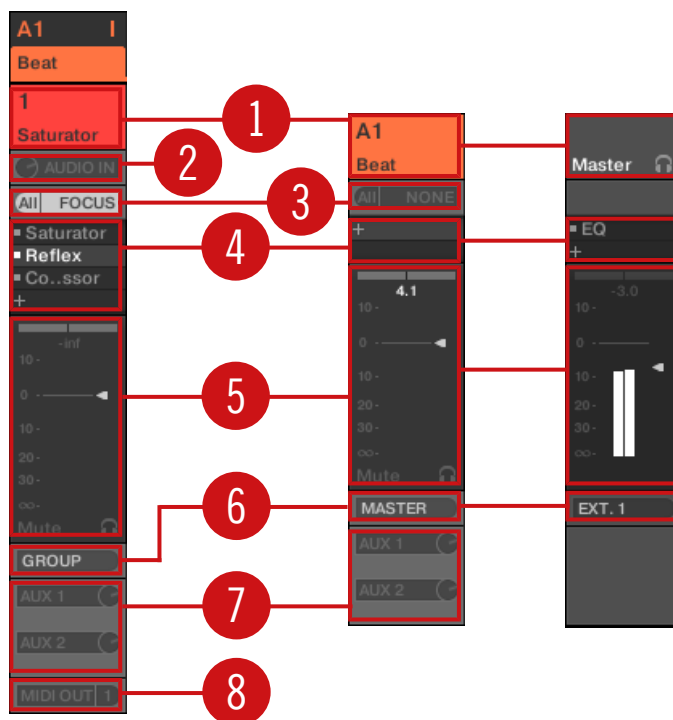 A1 I
Beat
1
Saturator
AUDIO IN
All FOCUS
Saturator
Reflex
Co..ssor
+
-inf
10-
0-
10-
20-
30-
∞-
Mute
GROUP
AUX 1
AUX 2
MIDI OUT 1
1
2
3
4
5
6
7
8
A1
Beat
All NONE
+
4.1
10-
0-
10-
20-
30-
∞-
Mute
MASTER
AUX 1
AUX 2
Master
EQ
+
-3.0
10-
0-
10-
20-
30-
∞-
EXT. 1